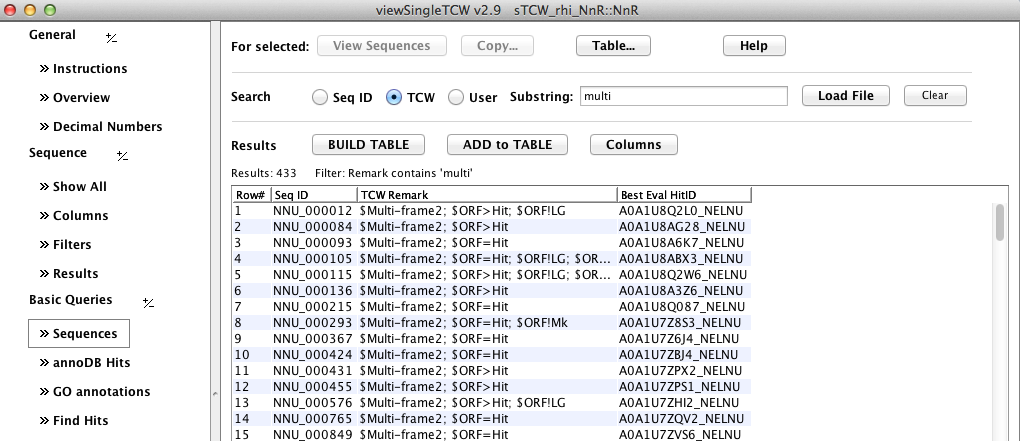 viewSingleTCW v2.9 sTCW_rhi_NnR::NnR
General +/-
» Instructions
» Overview
» Decimal Numbers
Sequence +/-
» Show All
» Columns
» Filters
» Results
Basic Queries +/-
» Sequences
» annoDB Hits
» GO annotations
» Find Hits
For selected: View Sequences Copy... Table... Help
Search Seq ID TCW User Substring: multi Load File Clear
Results BUILD TABLE ADD to TABLE Columns
Results: 433 Filter: Remark contains 'multi'
Row# Seq ID TCW Remark Best Eval HitID
1 NNU_000012 $Multi-frame2; $ORF>Hit; $ORF!LG A0A1U8Q2L0_NELNU
2 NNU_000084 $Multi-frame2; $ORF>Hit A0A1U8AG28_NELNU
3 NNU_000093 $Multi-frame2; $ORF=Hit A0A1U8A6K7_NELNU
4 NNU_000105 $Multi-frame2; $ORF=Hit; $ORF!LG; $OR... A0A1U8ABX3_NELNU
5 NNU_000115 $Multi-frame2; $ORF>Hit; $ORF!LG; $OR... A0A1U8Q2W6_NELNU
6 NNU_000136 $Multi-frame2; $ORF>Hit A0A1U8A3Z6_NELNU
7 NNU_000215 $Multi-frame2; $ORF=Hit A0A1U8Q087_NELNU
8 NNU_000293 $Multi-frame2; $ORF=Hit; $ORF!Mk A0A1U7Z8S3_NELNU
9 NNU_000367 $Multi-frame2; $ORF=Hit A0A1U7Z6J4_NELNU
10 NNU_000424 $Multi-frame2; $ORF=Hit A0A1U7ZBJ4_NELNU
11 NNU_000431 $Multi-frame2; $ORF>Hit A0A1U7ZPX2_NELNU
12 NNU_000455 $Multi-frame2; $ORF>Hit A0A1U7ZPS1_NELNU
13 NNU_000576 $Multi-frame2; $ORF>Hit; $ORF!LG A0A1U7ZHI2_NELNU
14 NNU_000765 $Multi-frame2; $ORF=Hit A0A1U7ZQV2_NELNU
15 NNU_000849 $Multi-frame2; $ORF=Hit A0A1U7ZVS6_NELNU